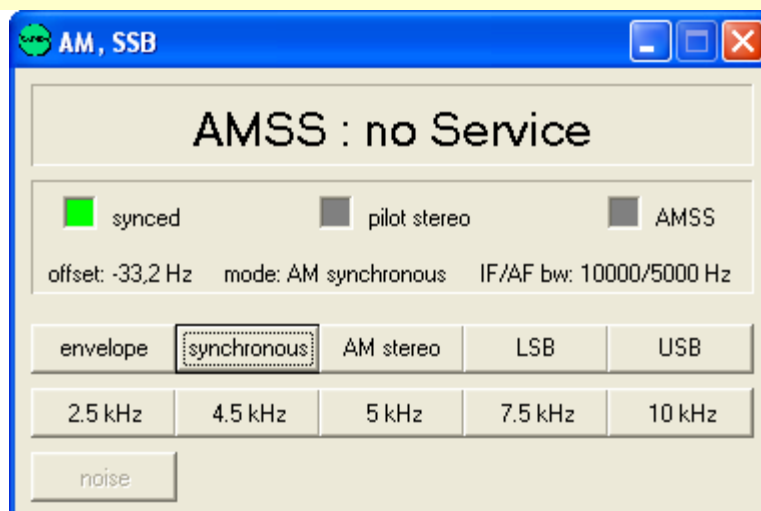 AM, SSB
AMSS : no Service
synced pilot stereo AMSS
offset: -33,2 Hz mode: AM synchronous IF/AF bw: 10000/5000 Hz
envelope synchronous AM stereo LSB USB
2.5 kHz 4.5 kHz 5 kHz 7.5 kHz 10 kHz
noise